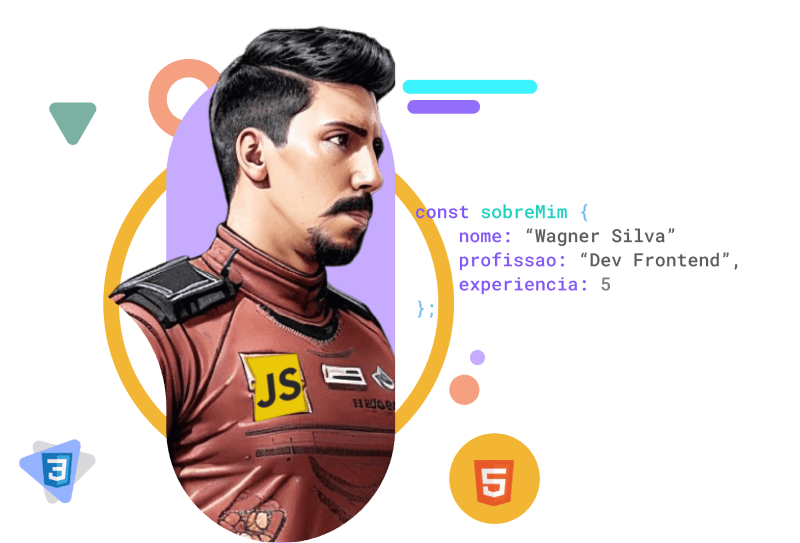 const sobreMim {
nome: “Wagner Silva”
profissao: “Dev Frontend”,
experiencia: 5
};
JS
3
5